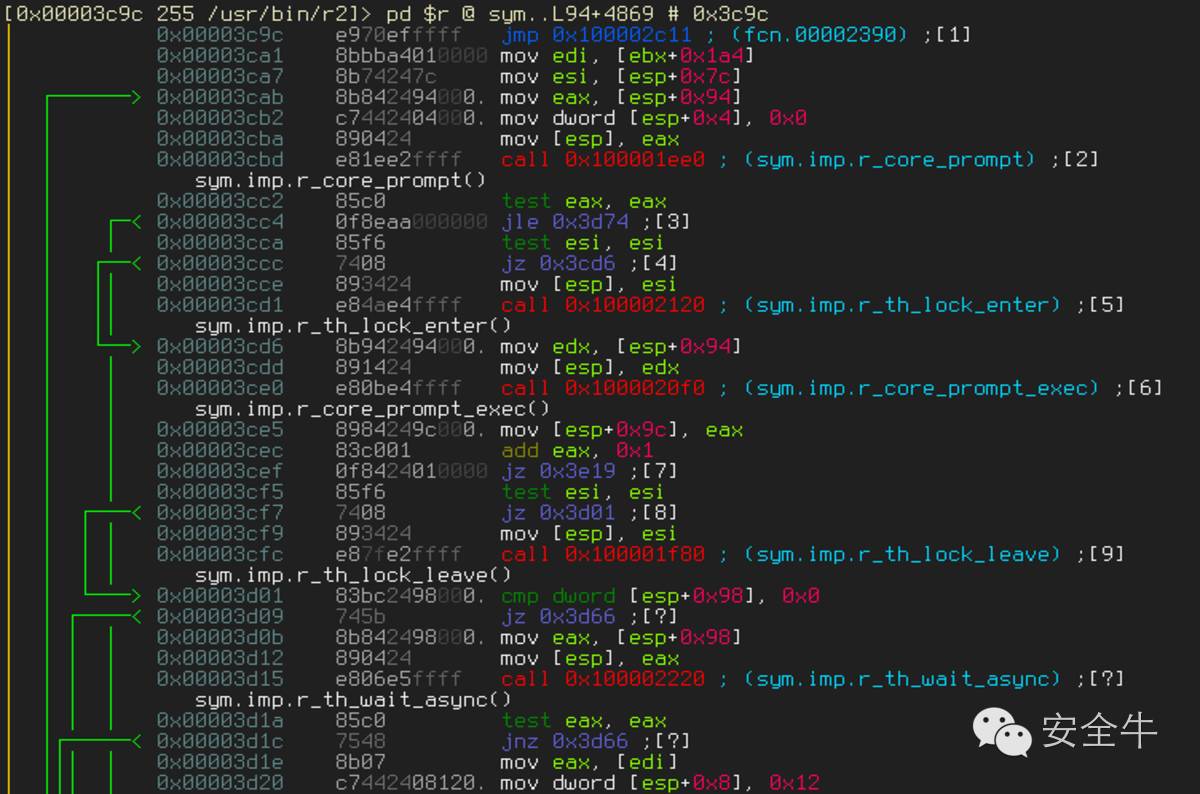 [0x00003c9c 255 /usr/bin/r2]> pd $r @ sym..L94+4869 # 0x3c9c
0x00003c9c e970efffff jmp 0x100002c11 ; (fcn.00002390) ;[1]
0x00003ca1 8bbba4010000 mov edi, [ebx+0x1a4]
0x00003ca7 8b74247c mov esi, [esp+0x7c]
0x00003cab 8b842494000. mov eax, [esp+0x94]
0x00003cb2 c7442404000. mov dword [esp+0x4], 0x0
0x00003cba 890424 mov [esp], eax
0x00003cbd e81ee2ffff call 0x100001ee0 ; (sym.imp.r_core_prompt) ;[2]
sym.imp.r_core_prompt()
0x00003cc2 85c0 test eax, eax
0x00003cc4 0f8eaa000000 jle 0x3d74 ;[3]
0x00003cca 85f6 test esi, esi
0x00003ccc 7408 jz 0x3cd6 ;[4]
0x00003cce 893424 mov [esp], esi
0x00003cd1 e84ae4ffff call 0x100002120 ; (sym.imp.r_th_lock_enter) ;[5]
sym.imp.r_th_lock_enter()
0x00003cd6 8b942494000. mov edx, [esp+0x94]
0x00003cdd 891424 mov [esp], edx
0x00003ce0 e80be4ffff call 0x1000020f0 ; (sym.imp.r_core_prompt_exec) ;[6]
sym.imp.r_core_prompt_exec()
0x00003ce5 8984249c000. mov [esp+0x9c], eax
0x00003cec 83c001 add eax, 0x1
0x00003cef 0f8424010000 jz 0x3e19 ;[7]
0x00003cf5 85f6 test esi, esi
0x00003cf7 7408 jz 0x3d01 ;[8]
0x00003cf9 893424 mov [esp], esi
0x00003cfc e87fe2ffff call 0x100001f80 ; (sym.imp.r_th_lock_leave) ;[9]
sym.imp.r_th_lock_leave()
0x00003d01 83bc2498000. cmp dword [esp+0x98], 0x0
0x00003d09 745b jz 0x3d66 ;[?]
0x00003d0b 8b842498000. mov eax, [esp+0x98]
0x00003d12 890424 mov [esp], eax
0x00003d15 e806e5ffff call 0x100002220 ; (sym.imp.r_th_wait_async) ;[?]
sym.imp.r_th_wait_async()
0x00003d1a 85c0 test eax, eax
0x00003d1c 7548 jnz 0x3d66 ;[?]
0x00003d1e 8b07 mov eax, [edi]
0x00003d20 c7442408120. mov dword [esp+0x8], 0x12
安全牛